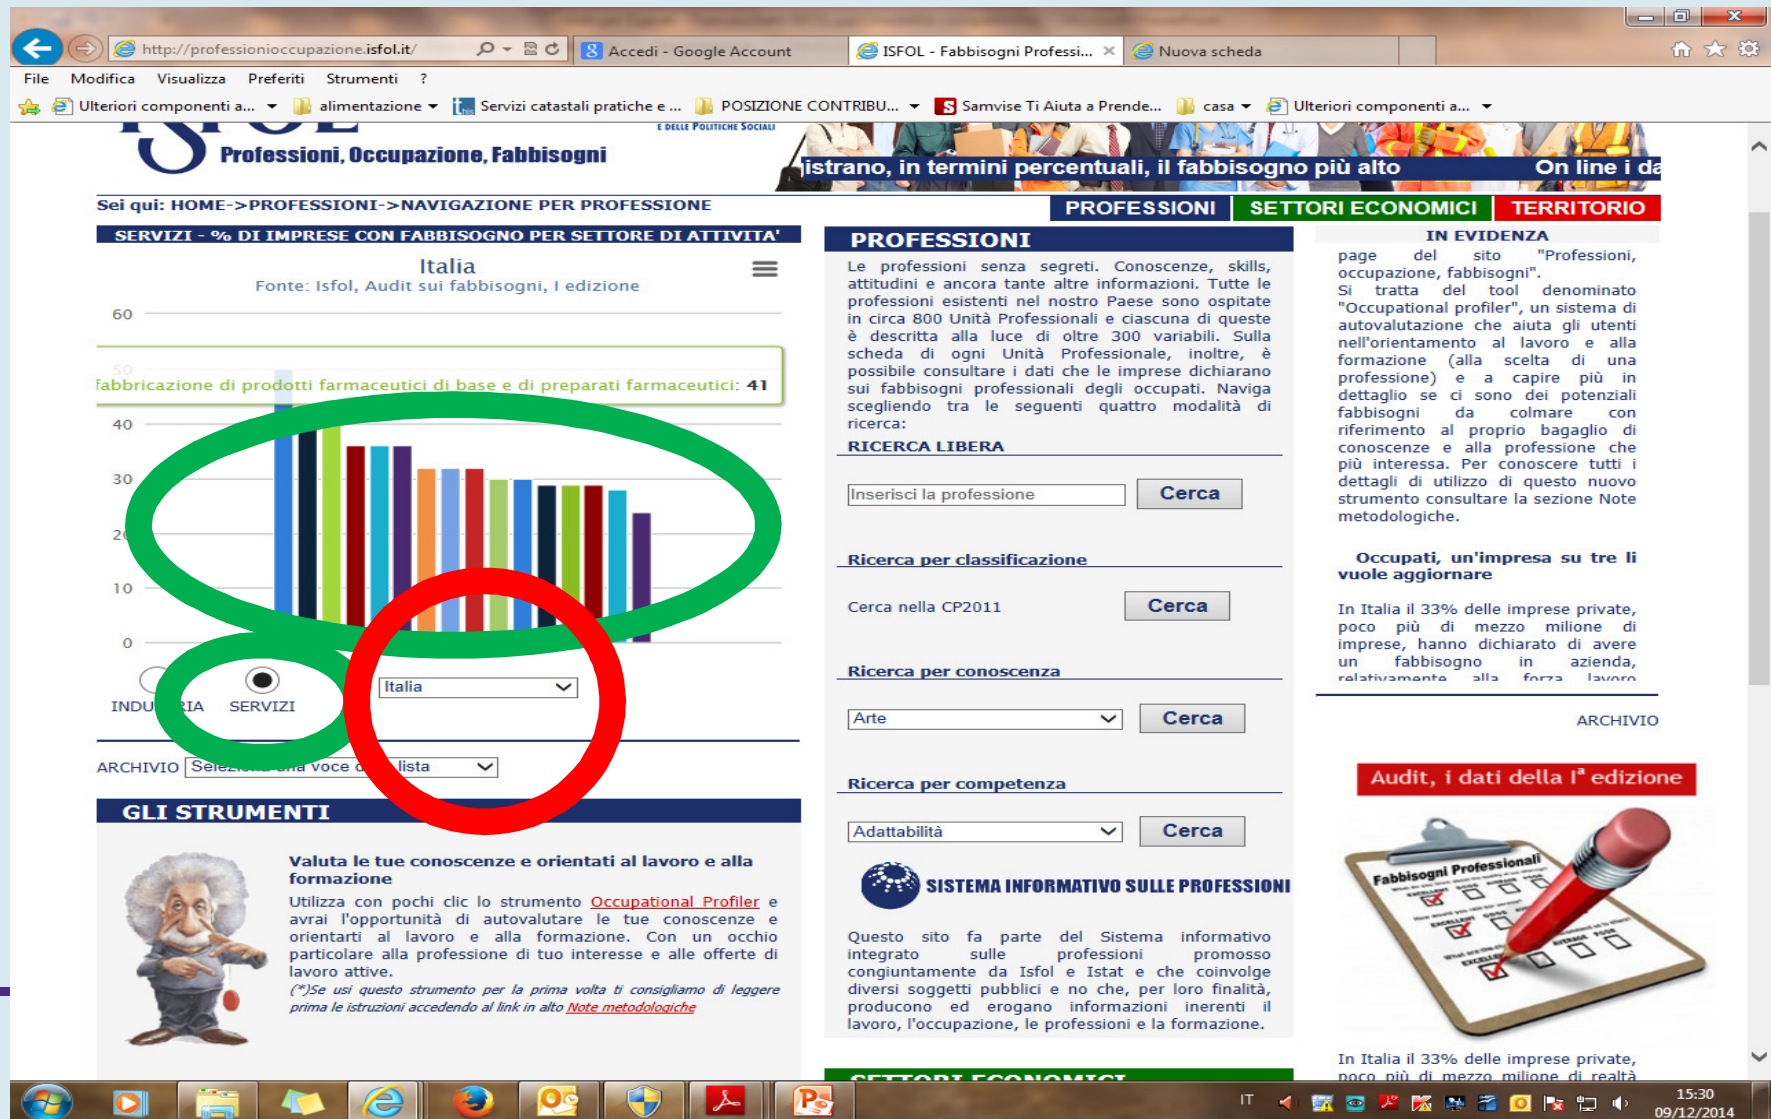 http://professionioccupazione.isfol.it/
Accedi - Google Account
ISFOL - Fabbisogni Professi...
Nuova scheda
File Modifica Visualizza Preferiti Strumenti ?
Ulteriori componenti a...
alimentazione
Servizi catastali pratiche e ...
POSIZIONE CONTRIBU...
Samvise Ti Aiuta a Prende...
casa
Ulteriori componenti a...
E DELLE POLITICHE SOCIALI
Professioni, Occupazione, Fabbisogni
istrano, in termini percentuali, il fabbisogno più alto
On line i da
Sei qui: HOME->PROFESSIONI->NAVIGAZIONE PER PROFESSIONE
PROFESSIONI
SETTORI ECONOMICI
TERRITORIO
SERVIZI - % DI IMPRESE CON FABBISOGNO PER SETTORE DI ATTIVITA'
Italia
Fonte: Isfol, Audit sui fabbisogni, I edizione
60
50
fabbricazione di prodotti farmaceutici di base e di preparati farmaceutici: 41
40
30
20
10
0
SERVIZI
Italia
ARCHIVIO
lista
GLI STRUMENTI
Valuta le tue conoscenze e orientati al lavoro e alla
formazione
Utilizza con pochi clic lo strumento Occupational Profiler e
avrai l'opportunità di autovalutare le tue conoscenze e
orientarti al lavoro e alla formazione. Con un occhio
particolare alla professione di tuo interesse e alle offerte di
lavoro attive.
(*)Se usi questo strumento per la prima volta ti consigliamo di leggere
prima le istruzioni accedendo al link in alto Note metodologiche
PROFESSIONI
Le professioni senza segreti. Conoscenze, skills,
attitudini e ancora tante altre informazioni. Tutte le
professioni esistenti nel nostro Paese sono ospitate
in circa 800 Unità Professionali e ciascuna di queste
è descritta alla luce di oltre 300 variabili. Sulla
scheda di ogni Unità Professionale, inoltre, è
possibile consultare i dati che le imprese dichiarano
sui fabbisogni professionali degli occupati. Naviga
scegliendo tra le seguenti quattro modalità di
ricerca:
RICERCA LIBERA
Inserisci la professione
Cerca
Ricerca per classificazione
Cerca nella CP2011
Cerca
Ricerca per conoscenza
Arte
Cerca
Ricerca per competenza
Adattabilità
Cerca
SISTEMA INFORMATIVO SULLE PROFESSIONI
Questo sito fa parte del Sistema informativo
integrato sulle professioni promosso
congiuntamente da Isfol e Istat e che coinvolge
diversi soggetti pubblici e no che, per loro finalità,
producono ed erogano informazioni inerenti il
lavoro, l'occupazione, le professioni e la formazione.
SETTORI ECONOMICI
IN EVIDENZA
page del sito "Professioni,
occupazione, fabbisogni".
Si tratta del tool denominato
"Occupational profiler", un sistema di
autovalutazione che aiuta gli utenti
nell'orientamento al lavoro e alla
formazione (alla scelta di una
professione) e a capire più in
dettaglio se ci sono dei potenziali
fabbisogni da colmare con
riferimento al proprio bagaglio di
conoscenze e alla professione che
più interessa. Per conoscere tutti i
dettagli di utilizzo di questo nuovo
strumento consultare la sezione Note
metodologiche.
Occupati, un'impresa su tre li
vuole aggiornare
In Italia il 33% delle imprese private,
poco più di mezzo milione di
imprese, hanno dichiarato di avere
un fabbisogno in azienda,
relativamente alla forza lavoro
ARCHIVIO
Audit, i dati della Iª edizione
Fabbisogni Professionali
In Italia il 33% delle imprese private,
poco più di mezzo milione di realtà
IT
15:30
09/12/2014